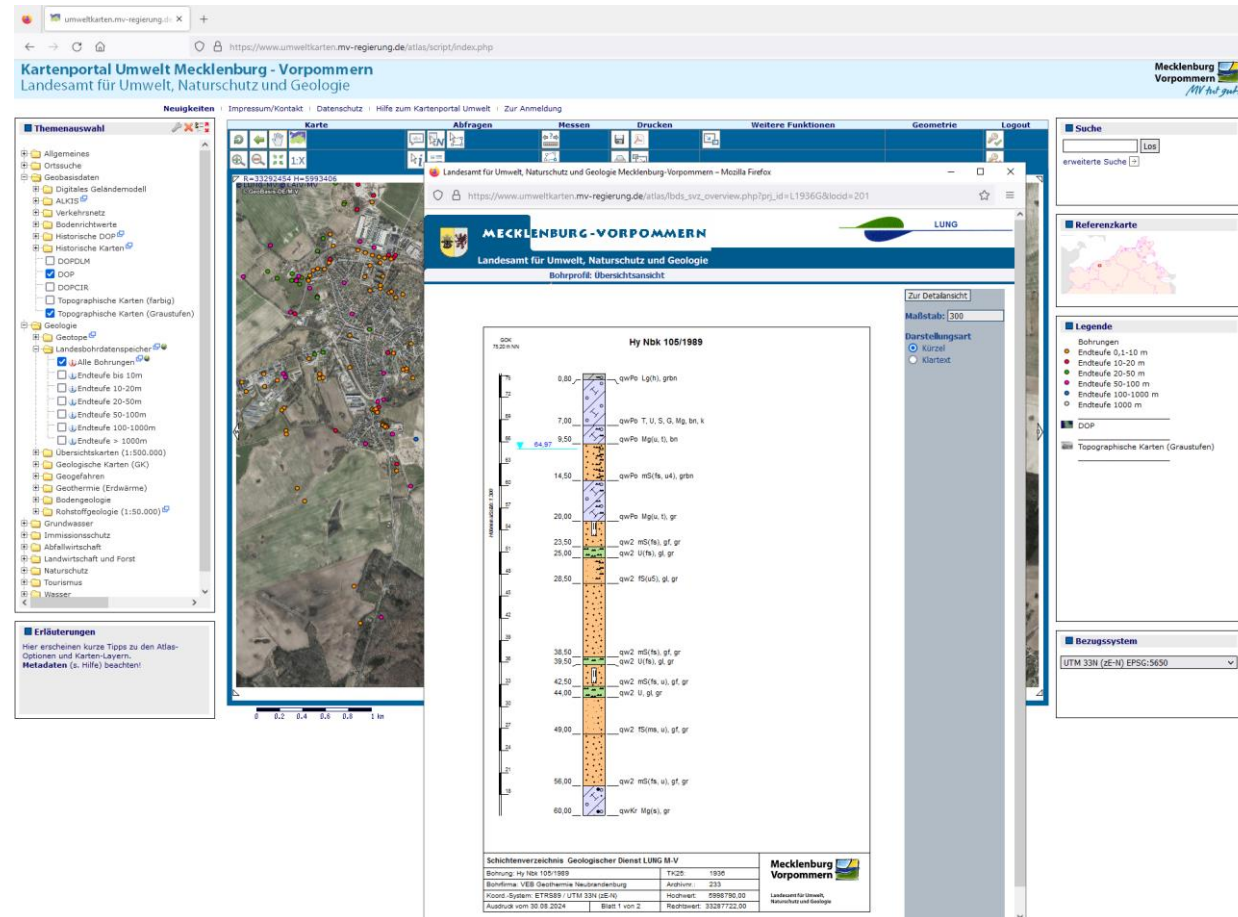 umweltkarten.mv-regierung.de
https://www.umweltkarten.mv-regierung.de/atlas/script/index.php
Kartenportal Umwelt Mecklenburg - Vorpommern
Landesamt für Umwelt, Naturschutz und Geologie
Mecklenburg
Vorpommern
MV tut gut.
Neuigkeiten | Impressum/Kontakt | Datenschutz | Hilfe zum Kartenportal Umwelt | Zur Anmeldung
Themenauswahl
Allgemeines
Ortssuche
Geobasisdaten
Digitales Geländemodell
ALKIS
Verkehrsnetz
Bodenrichtwerte
Historische DOP
Historische Karten
DOPDLM
DOP
DOPCIR
Topographische Karten (farbig)
Topographische Karten (Graustufen)
Geologie
Geotope
Landesbohrdatenspeicher
Alle Bohrungen
Endteufe bis 10m
Endteufe 10-20m
Endteufe 20-50m
Endteufe 50-100m
Endteufe 100-1000m
Endteufe > 1000m
Übersichtskarten (1:500.000)
Geologische Karten (GK)
Geogefahren
Geothermie (Erdwärme)
Bodengeologie
Rohstoffgeologie (1:50.000)
Grundwasser
Immissionsschutz
Abfallwirtschaft
Landwirtschaft und Forst
Naturschutz
Tourismus
Wasser
Erläuterungen
Hier erscheinen kurze Tipps zu den Atlas-
Optionen und Karten-Layern.
Metadaten (s. Hilfe) beachten!
Karte Abfragen Messen Drucken Weitere Funktionen Geometrie Logout
1:X
R=33292454 H=5993406
0 0.2 0.4 0.6 0.8 1 km
Landesamt für Umwelt, Naturschutz und Geologie Mecklenburg-Vorpommern – Mozilla Firefox
https://www.umweltkarten.mv-regierung.de/atlas/lbds_svz_overview.php?prj_id=L1936G&locid=201
MECKLENBURG-VORPOMMERN
LUNG
Landesamt für Umwelt, Naturschutz und Geologie
Bohrprofil: Übersichtsansicht
Zur Detailansicht
Maßstab: 300
Darstellungsart
Kürzel
Klartext
GOK
75.20 m NN
Hy Nbk 105/1989
0,80 qwPo Lg(h), grbn
7,00 qwPo T, U, S, G, Mg, bn, k
9,50 qwPo Mg(u, t), bn
64,97
14,50 qwPo mS(fs, u4), grbn
20,00 qwPo Mg(u, t), gr
23,50 qw2 mS(fs), gf, gr
25,00 qw2 U(fs), gl, gr
28,50 qw2 fS(u5), gl, gr
38,50 qw2 mS(fs), gf, gr
39,50 qw2 U(fs), gl, gr
42,50 qw2 mS(fs, u), gf, gr
44,00 qw2 U, gl gr
49,00 qw2 fS(ms, u), gf, gr
56,00 qw2 mS(fs, u), gf, gr
60,00 qwKr Mg(s), gr
Schichtenverzeichnis Geologischer Dienst LUNG M-V
Bohrung: Hy Nbk 105/1989 TK25: 1936
Bohrfirma: VEB Geothermie Neubrandenburg Archivnr.: 233
Koord.-System: ETRS89 / UTM 33N (zE-N) Hochwert: 5998790,00
Ausdruck vom 30.08.2024 Blatt 1 von 2 Rechtswert: 33287722,00
Mecklenburg
Vorpommern
Landesamt für Umwelt,
Naturschutz und Geologie
Suche
Los
erweiterte Suche
Referenzkarte
Legende
Bohrungen
Endteufe 0,1-10 m
Endteufe 10-20 m
Endteufe 20-50 m
Endteufe 50-100 m
Endteufe 100-1000 m
Endteufe 1000 m
DOP
Topographische Karten (Graustufen)
Bezugssystem
UTM 33N (zE-N) EPSG:5650